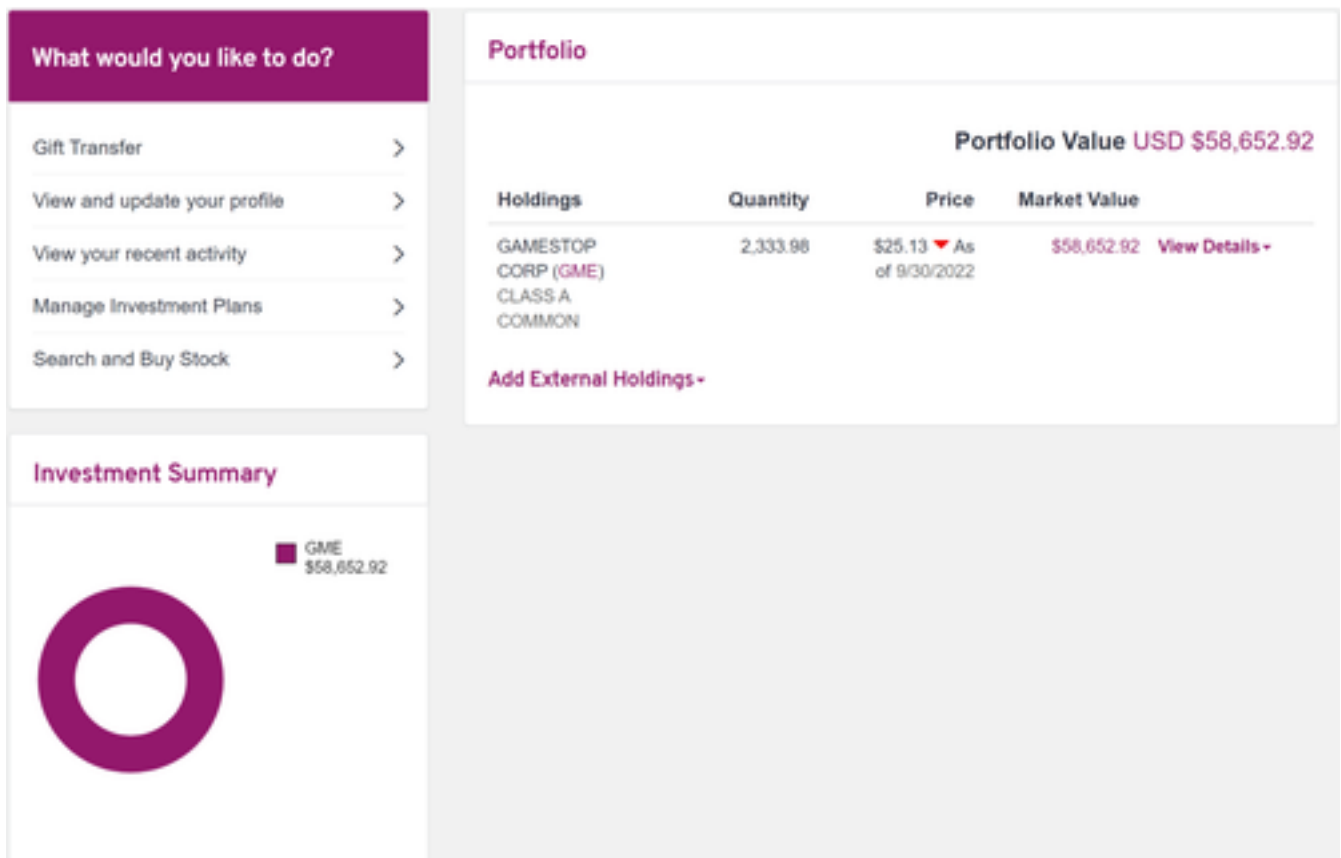 What would you like to do?
Gift Transfer
View and update your profile
View your recent activity
Manage Investment Plans
Search and Buy Stock
Portfolio
Portfolio Value USD $58,652.92
Holdings Quantity Price Market Value
GAMESTOP 2,333.98 $25.13 As $58,652.92 View Details
CORP (GME) of 9/30/2022
CLASS A
COMMON
Add External Holdings
Investment Summary
GME
$58,652.92